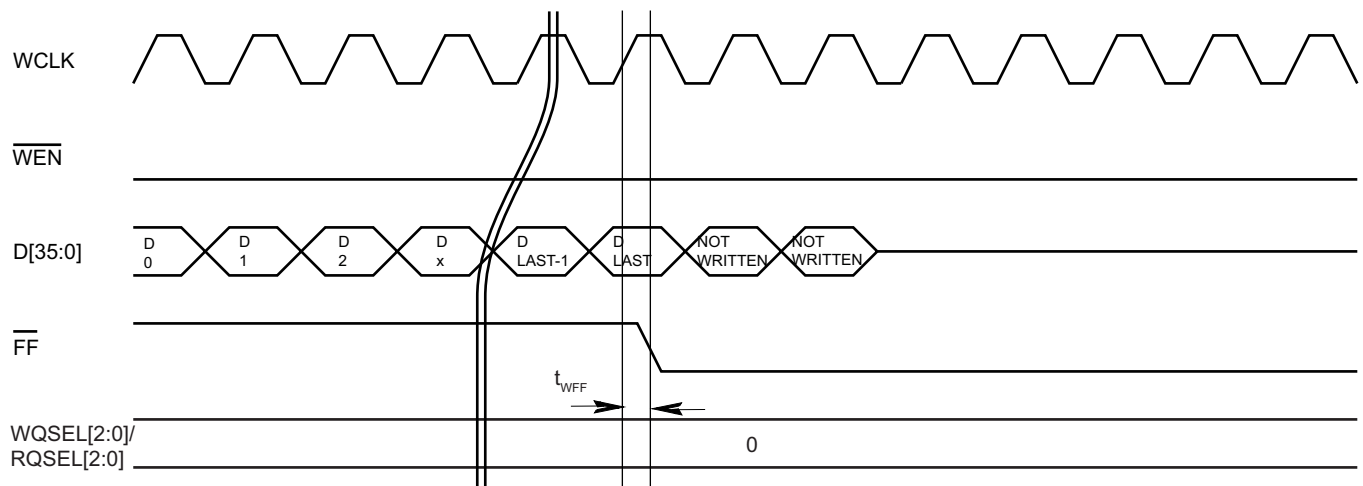 WCLK
WEN
D[35:0]
D
0
D
1
D
2
D
x
D
LAST-1
D
LAST
NOT
WRITTEN
NOT
WRITTEN
FF
tWFF
WQSEL[2:0]/
RQSEL[2:0]
0